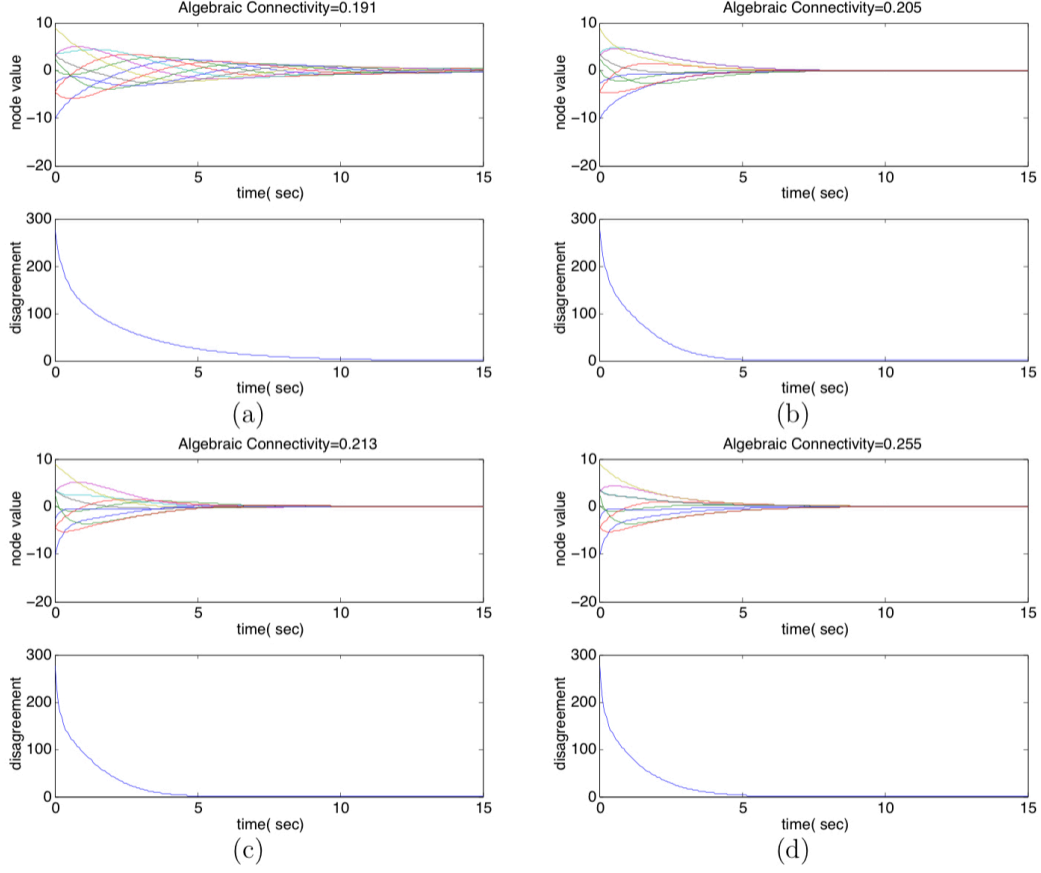 Algebraic Connectivity=0.191
10
0
−10
−20
node value
0 5 10 15
time( sec)
300
200
100
0
disagreement
0 5 10 15
time( sec)
(a)
Algebraic Connectivity=0.205
10
0
−10
−20
node value
0 5 10 15
time( sec)
300
200
100
0
disagreement
0 5 10 15
time( sec)
(b)
Algebraic Connectivity=0.213
10
0
−10
−20
node value
0 5 10 15
time( sec)
300
200
100
0
disagreement
0 5 10 15
time( sec)
(c)
Algebraic Connectivity=0.255
10
0
−10
−20
node value
0 5 10 15
time( sec)
300
200
100
0
disagreement
0 5 10 15
time( sec)
(d)